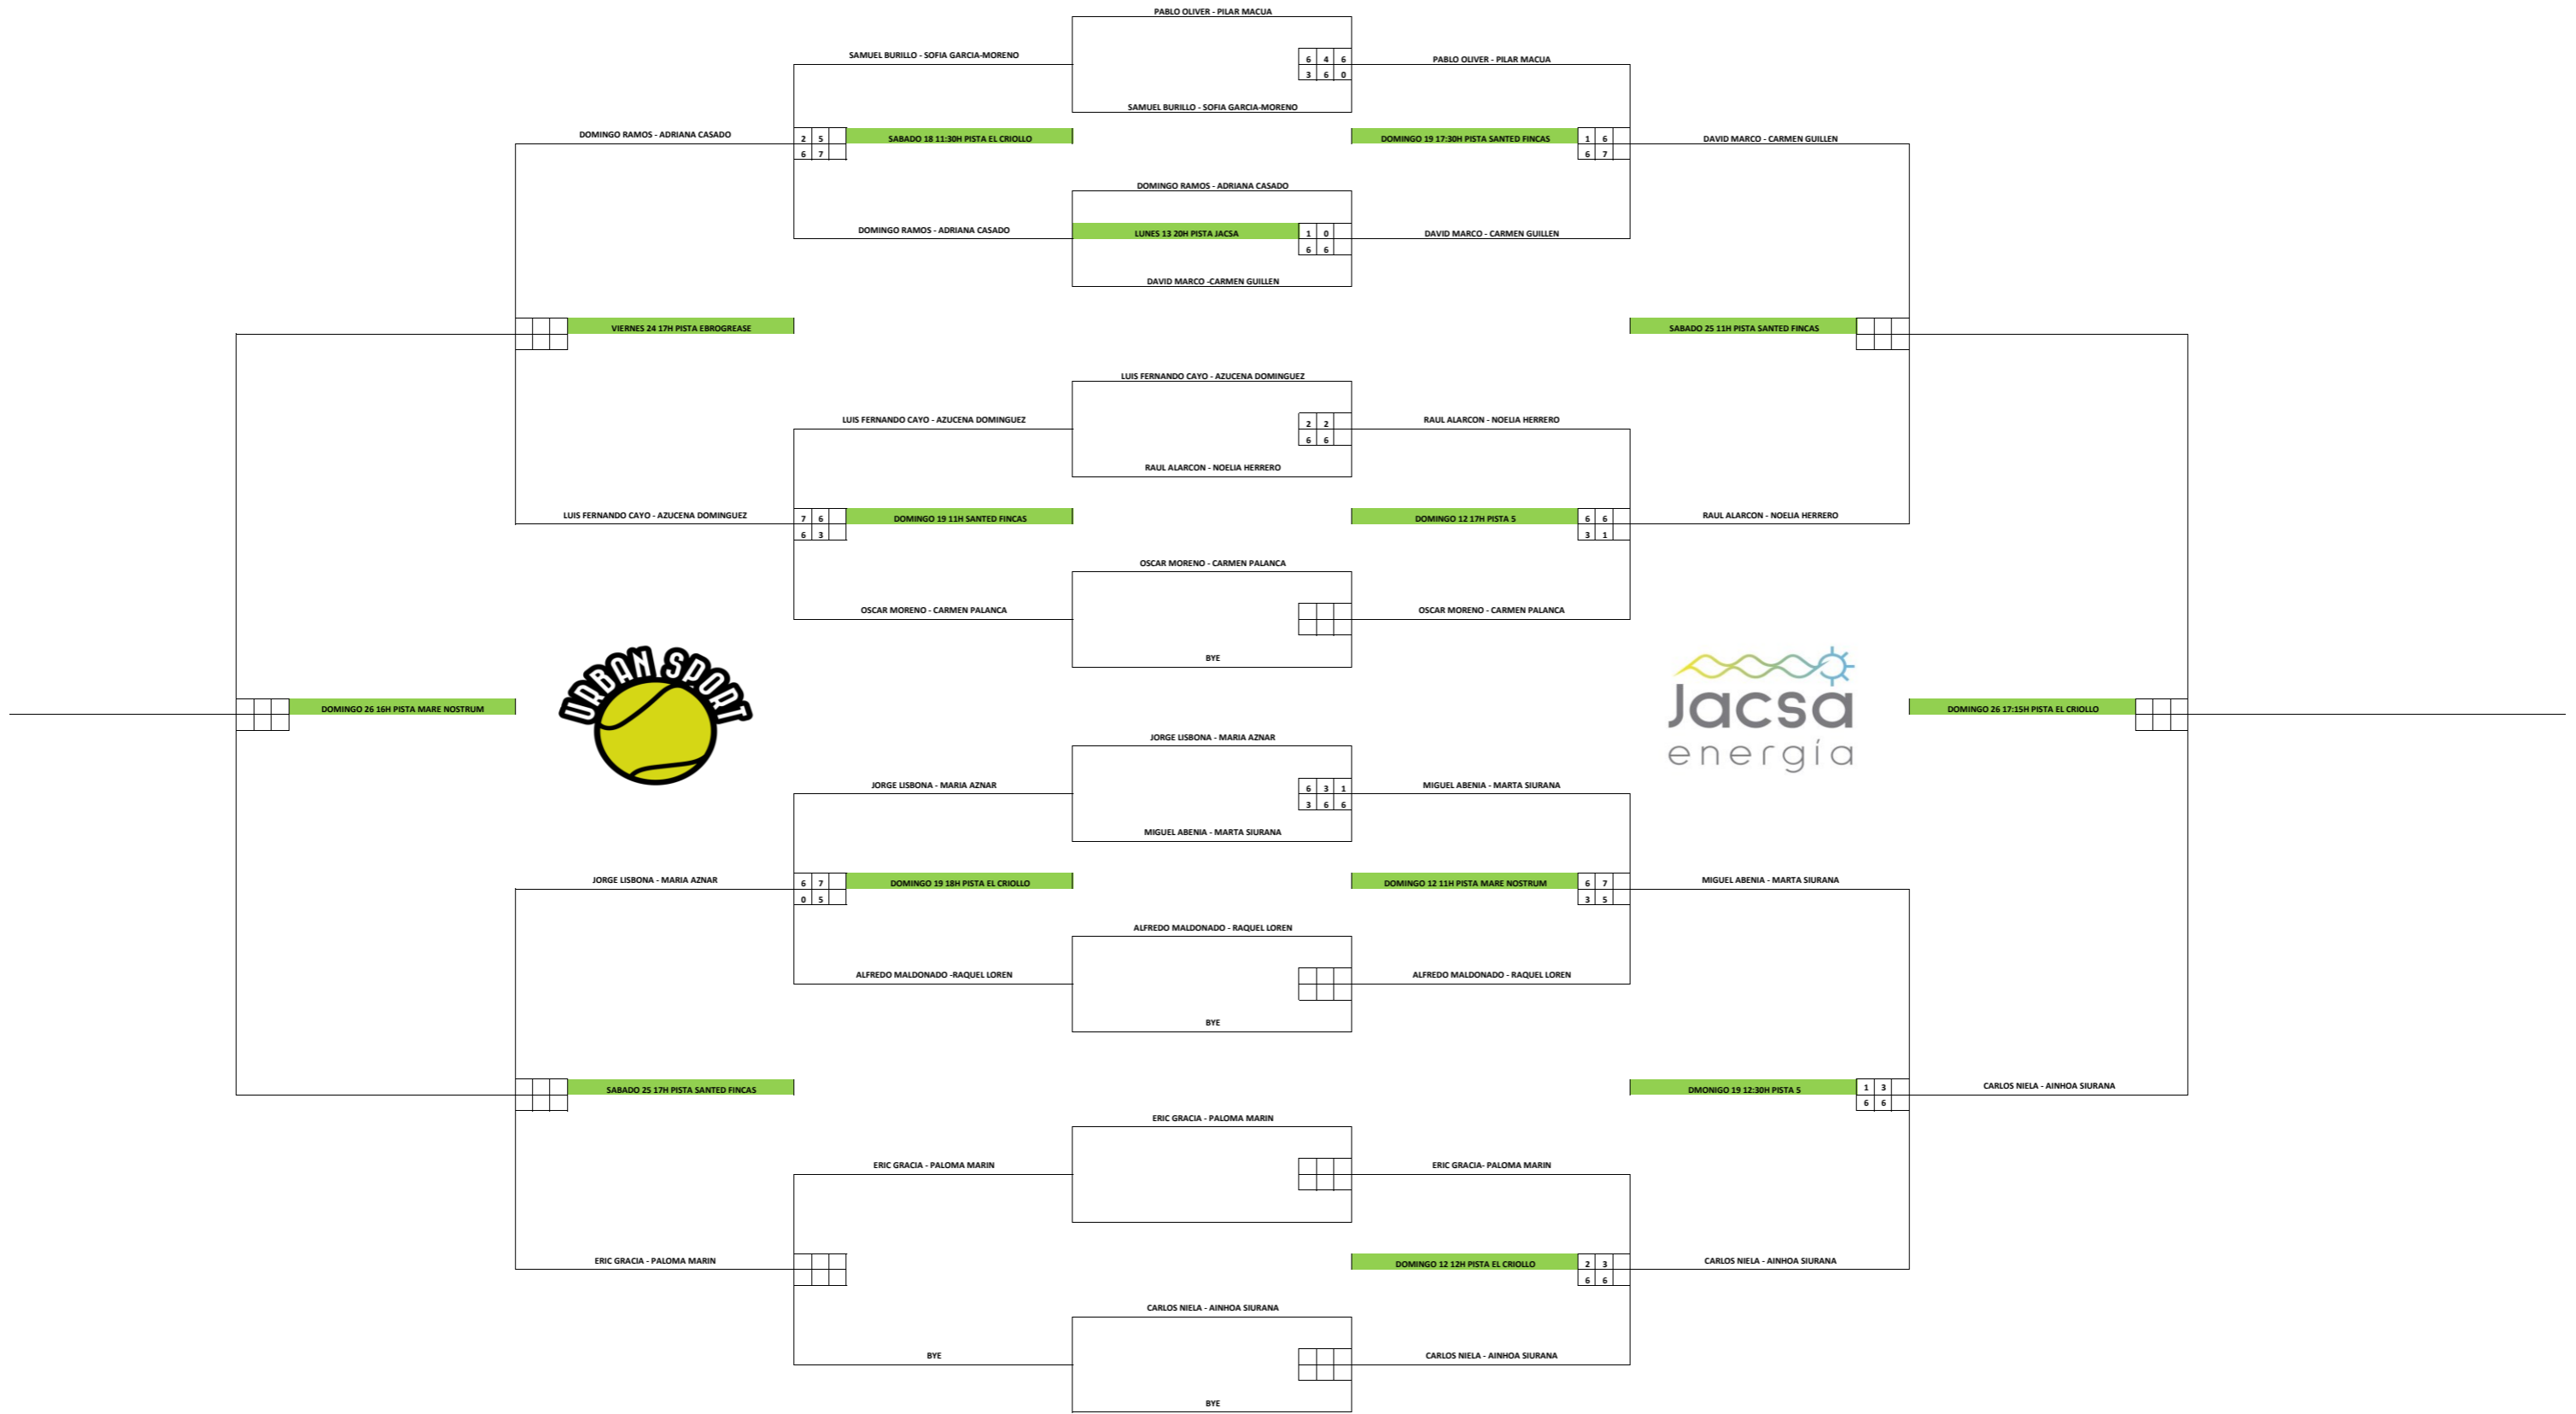 PABLO OLIVER - PILAR MACUA
SAMUEL BURILLO - SOFIA GARCIA-MORENO
6 4 6
PABLO OLIVER - PILAR MACUA
3 6 0
SAMUEL BURILLO - SOFIA GARCIA-MORENO
DOMINGO RAMOS - ADRIANA CASADO
2 5
SABADO 18 11:30H PISTA EL CRIOLLO
DOMINGO 19 17:30H PISTA SANTED FINCAS
1 6
DAVID MARCO - CARMEN GUILLEN
6 7
6 7
DOMINGO RAMOS - ADRIANA CASADO
DOMINGO RAMOS - ADRIANA CASADO
LUNES 13 20H PISTA JACSA
1 0
DAVID MARCO - CARMEN GUILLEN
6 6
DAVID MARCO -CARMEN GUILLEN
VIERNES 24 17H PISTA EBROGREASE
SABADO 25 11H PISTA SANTED FINCAS
LUIS FERNANDO CAYO - AZUCENA DOMINGUEZ
LUIS FERNANDO CAYO - AZUCENA DOMINGUEZ
2 2
RAUL ALARCON - NOELIA HERRERO
6 6
RAUL ALARCON - NOELIA HERRERO
LUIS FERNANDO CAYO - AZUCENA DOMINGUEZ
7 6
DOMINGO 19 11H SANTED FINCAS
DOMINGO 12 17H PISTA 5
6 6
RAUL ALARCON - NOELIA HERRERO
6 3
3 1
OSCAR MORENO - CARMEN PALANCA
OSCAR MORENO - CARMEN PALANCA
OSCAR MORENO - CARMEN PALANCA
BYE
URBAN SPORT
Jacsa
energía
DOMINGO 26 16H PISTA MARE NOSTRUM
DOMINGO 26 17:15H PISTA EL CRIOLLO
JORGE LISBONA - MARIA AZNAR
JORGE LISBONA - MARIA AZNAR
6 3 1
MIGUEL ABENIA - MARTA SIURANA
3 6 6
MIGUEL ABENIA - MARTA SIURANA
JORGE LISBONA - MARIA AZNAR
6 7
DOMINGO 19 18H PISTA EL CRIOLLO
DOMINGO 12 11H PISTA MARE NOSTRUM
6 7
MIGUEL ABENIA - MARTA SIURANA
0 5
3 5
ALFREDO MALDONADO - RAQUEL LOREN
ALFREDO MALDONADO -RAQUEL LOREN
ALFREDO MALDONADO - RAQUEL LOREN
BYE
SABADO 25 17H PISTA SANTED FINCAS
DMONIGO 19 12:30H PISTA 5
1 3
CARLOS NIELA - AINHOA SIURANA
6 6
ERIC GRACIA - PALOMA MARIN
ERIC GRACIA - PALOMA MARIN
ERIC GRACIA- PALOMA MARIN
ERIC GRACIA - PALOMA MARIN
DOMINGO 12 12H PISTA EL CRIOLLO
2 3
CARLOS NIELA - AINHOA SIURANA
6 6
CARLOS NIELA - AINHOA SIURANA
BYE
CARLOS NIELA - AINHOA SIURANA
BYE